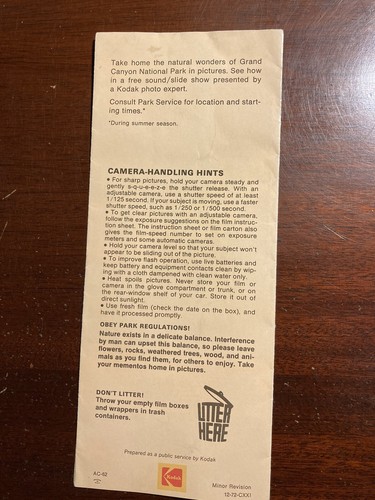 Take home the natural wonders of Grand
Canyon National Park in pictures. See how
in a free sound/slide show presented by
a Kodak photo expert.
Consult Park Service for location and start-
ing times.*
*During summer season.
CAMERA-HANDLING HINTS
• For sharp pictures, hold your camera steady and
gently s-q-u-e-e-z-e the shutter release. With an
adjustable camera, use a shutter speed of at least
1/125 second. If your subject is moving, use a faster
shutter speed, such as 1/250 or 1/500 second.
• To get clear pictures with an adjustable camera,
follow the exposure suggestions on the film instruc-
tion sheet. The instruction sheet or film carton also
gives the film-speed number to set on exposure
meters and some automatic cameras.
• Hold your camera level so that your subject won't
appear to be sliding out of the picture.
• To improve flash operation, use live batteries and
keep battery and equipment contacts clean by wip-
ing with a cloth dampened with clean water only.
• Heat spoils pictures. Never store your film or
camera in the glove compartment or trunk, or on
the rear-window shelf of your car. Store it out of
direct sunlight.
• Use fresh film (check the date on the box), and
have it processed promptly.
OBEY PARK REGULATIONS!
Nature exists in a delicate balance. Interference
by man can upset this balance, so please leave
flowers, rocks, weathered trees, wood, and ani-
mals as you find them, for others to enjoy. Take
your mementos home in pictures.
DON'T LITTER!
Throw your empty film boxes
and wrappers in trash
containers.
LITTER
HERE
Prepared as a public service by Kodak
AC-62
Kodak
Minor Revision
12-72-CXXI